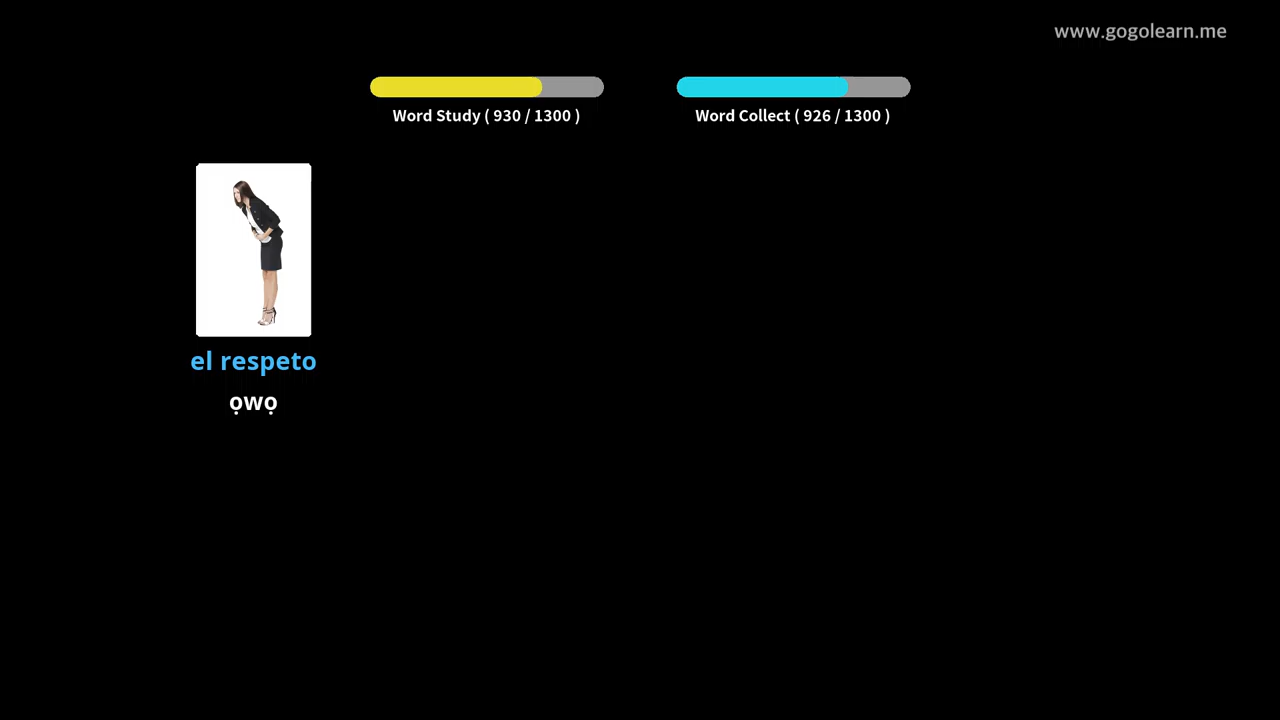 www.gogolearn.me
Word Study ( 930 / 1300 )
Word Collect ( 926 / 1300 )
el respeto
ọwọ